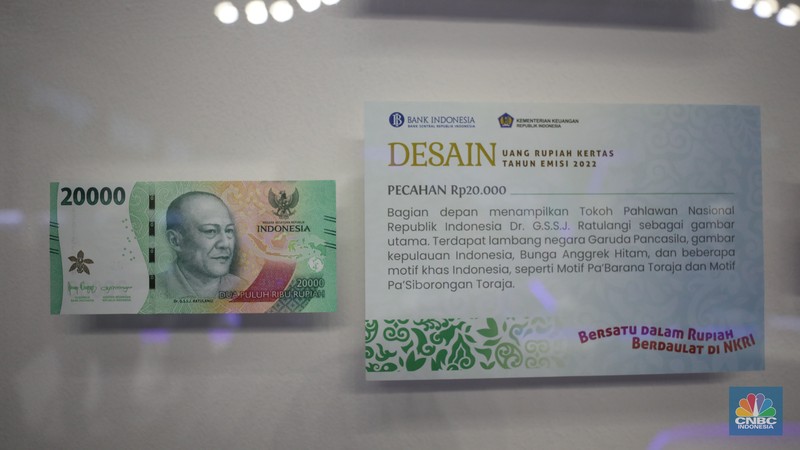 20000
INDONESIA
20000
DUA PULUH RIBU RUPIAH
Dr. G.S.S.J. RATULANGI
BANK INDONESIA
BANK CENTRAL REPUBLIK INDONESIA
KEMENTERIAN KEUANGAN
REPUBLIK INDONESIA
DESAIN UANG RUPIAH KERTAS
TAHUN EMISI 2022
PECAHAN Rp20.000
Bagian depan menampilkan Tokoh Pahlawan Nasional
Republik Indonesia Dr. G.S.S.J. Ratulangi sebagai gambar
utama. Terdapat lambang negara Garuda Pancasila, gambar
kepulauan Indonesia, Bunga Anggrek Hitam, dan beberapa
motif khas Indonesia, seperti Motif Pa'Barana Toraja dan Motif
Pa'Siborongan Toraja.
BERSATU DALAM RUPIAH
BERDAULAT DI NKRI
CNBC
INDONESIA